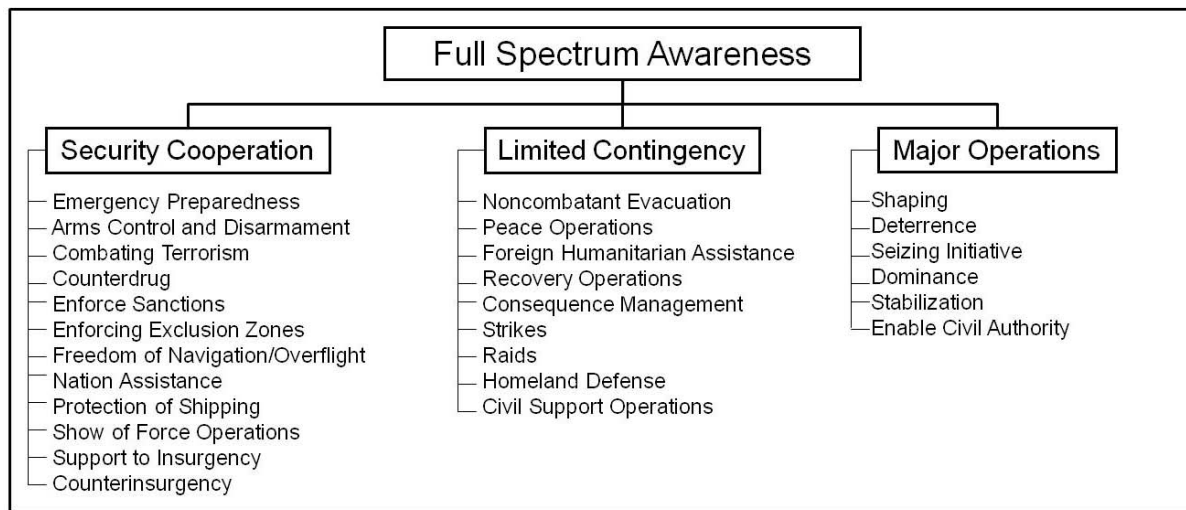 Full Spectrum Awareness
Security Cooperation
Emergency Preparedness
Arms Control and Disarmament
Combating Terrorism
Counterdrug
Enforce Sanctions
Enforcing Exclusion Zones
Freedom of Navigation/Overflight
Nation Assistance
Protection of Shipping
Show of Force Operations
Support to Insurgency
Counterinsurgency
Limited Contingency
Noncombatant Evacuation
Peace Operations
Foreign Humanitarian Assistance
Recovery Operations
Consequence Management
Strikes
Raids
Homeland Defense
Civil Support Operations
Major Operations
Shaping
Deterrence
Seizing Initiative
Dominance
Stabilization
Enable Civil Authority